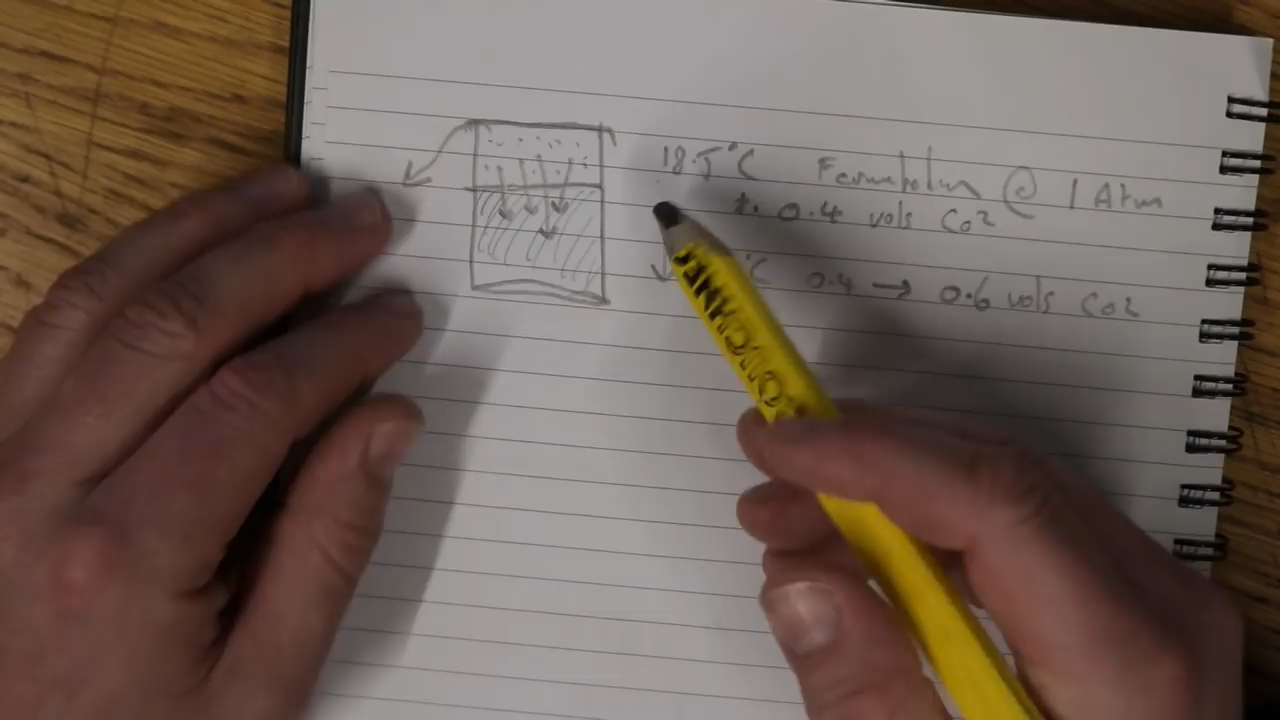 18.5°C Fermentation @ 1 Atm
0.4 vols CO2
°C 0.4 → 0.6 vols CO2